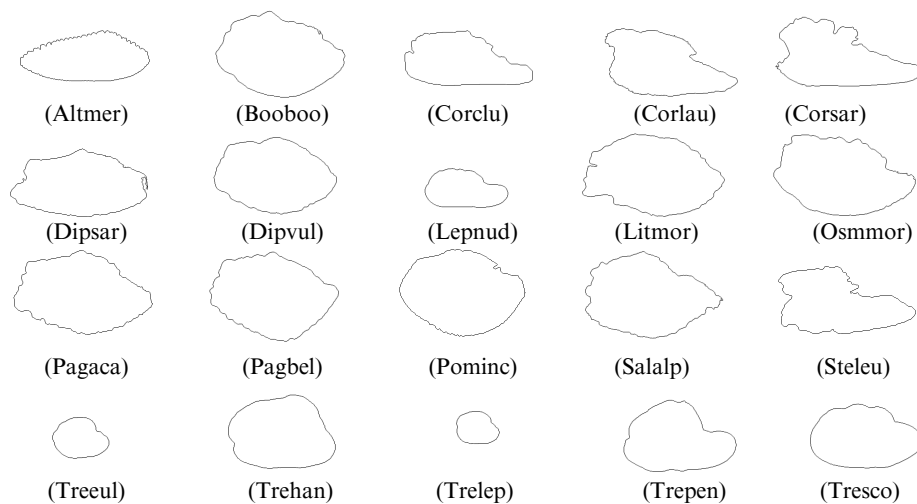 (Altmer) (Booboo) (Corclu) (Corlau) (Corsar)
(Dipsar) (Dipvul) (Lepnud) (Litmor) (Osmmor)
(Pagaca) (Pagbel) (Pominc) (Salalp) (Steleu)
(Treeul) (Trehan) (Trelep) (Trepen) (Tresco)